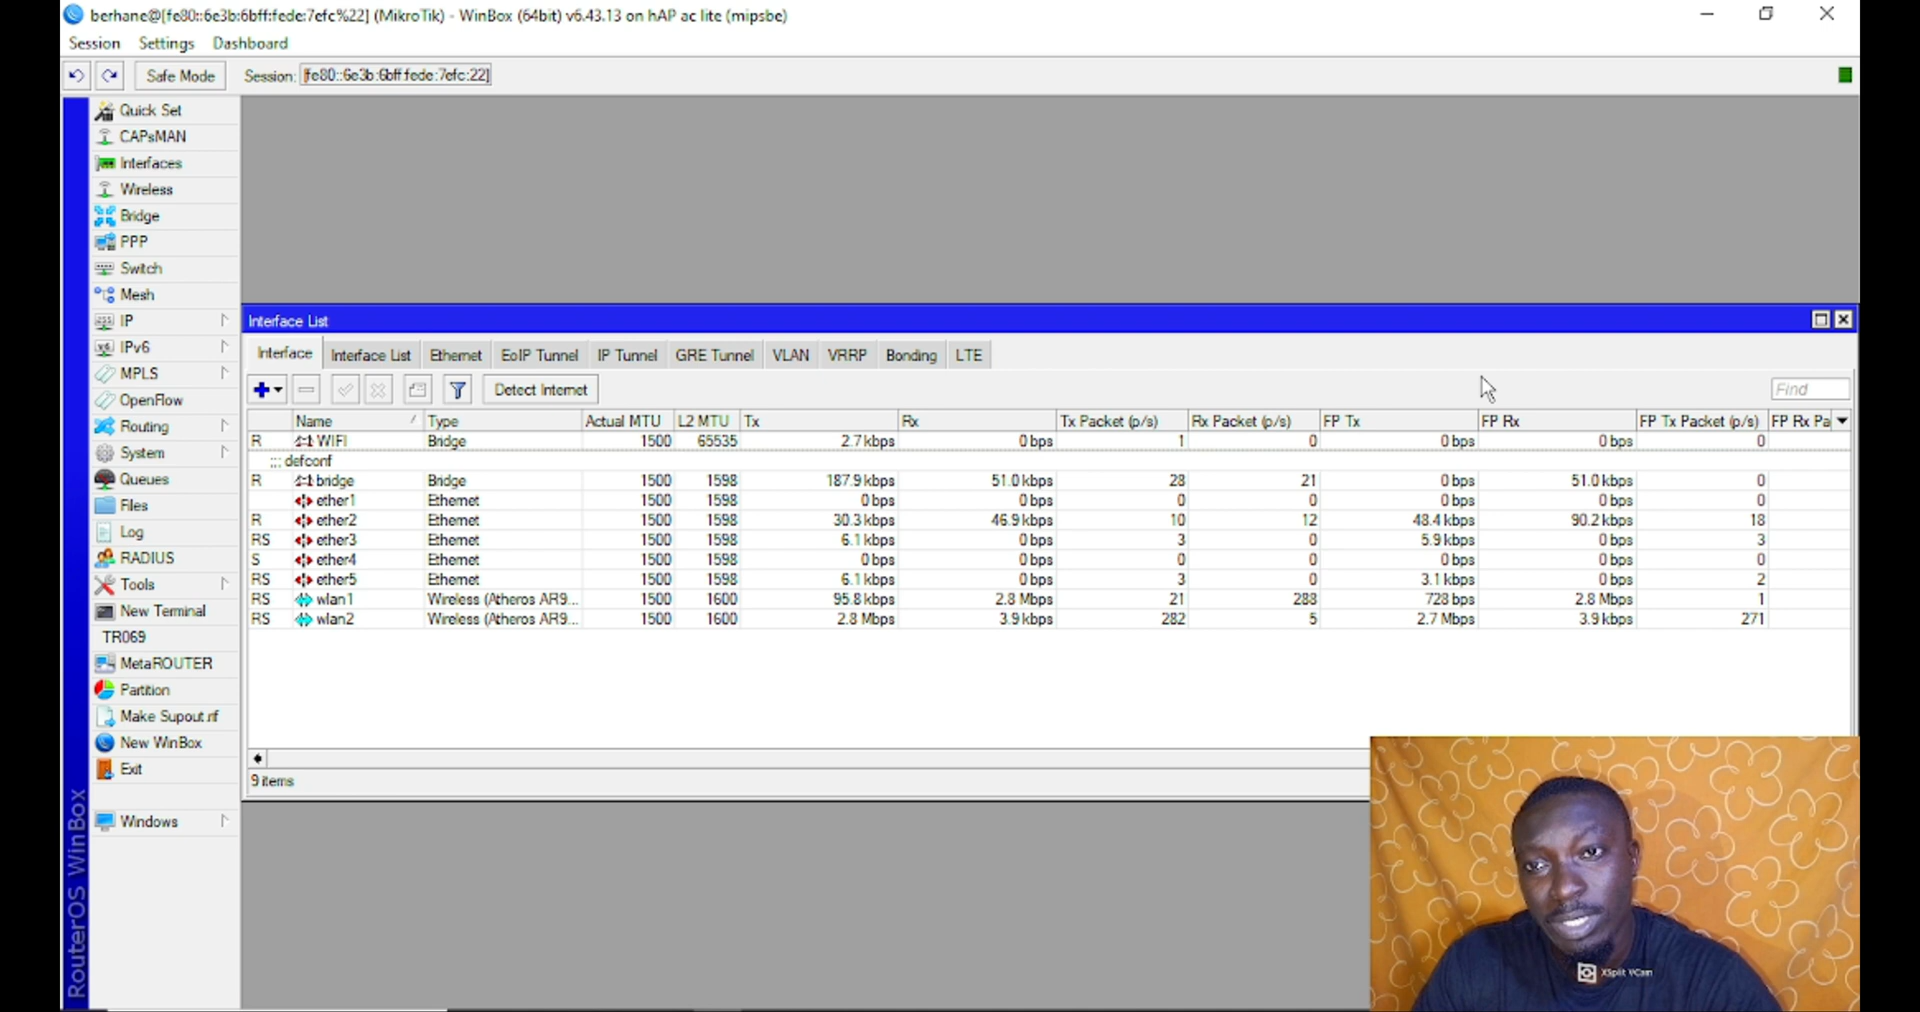 berhane@[fe80::6e3b:6bff:fede:7efc%22] (MikroTik) - WinBox (64bit) v6.43.13 on hAP ac lite (mipsbe)
Session Settings Dashboard
Safe Mode Session: [fe80::6e3b:6bff:fede:7efc:22]
Quick Set
CAPsMAN
Interfaces
Wireless
Bridge
PPP
Switch
Mesh
IP
IPv6
MPLS
OpenFlow
Routing
System
Queues
Files
Log
RADIUS
Tools
New Terminal
TR069
MetaROUTER
Partition
Make Supout.rif
New WinBox
Exit
Windows
RouterOS WinBox
Interface List
Interface Interface List Ethernet EoIP Tunnel IP Tunnel GRE Tunnel VLAN VRRP Bonding LTE
Detect Internet Find
Name Type Actual MTU L2 MTU Tx Rx Tx Packet (p/s) Rx Packet (p/s) FP Tx FP Rx FP Tx Packet (p/s) FP Rx Pa
R WIFI Bridge 1500 65535 2.7 kbps 0 bps 1 0 0 bps 0 bps 0
::: defconf
R bridge Bridge 1500 1598 187.9 kbps 51.0 kbps 28 21 0 bps 51.0 kbps 0
ether1 Ethernet 1500 1598 0 bps 0 bps 0 0 0 bps 0 bps 0
R ether2 Ethernet 1500 1598 30.3 kbps 46.9 kbps 10 12 48.4 kbps 90.2 kbps 18
RS ether3 Ethernet 1500 1598 6.1 kbps 0 bps 3 0 5.9 kbps 0 bps 3
S ether4 Ethernet 1500 1598 0 bps 0 bps 0 0 0 bps 0 bps 0
RS ether5 Ethernet 1500 1598 6.1 kbps 0 bps 3 0 3.1 kbps 0 bps 2
RS wlan1 Wireless (Atheros AR9... 1500 1600 95.8 kbps 2.8 Mbps 21 288 728 bps 2.8 Mbps 1
RS wlan2 Wireless (Atheros AR9... 1500 1600 2.8 Mbps 3.9 kbps 282 5 2.7 Mbps 3.9 kbps 271
9 items
XSplit VCam